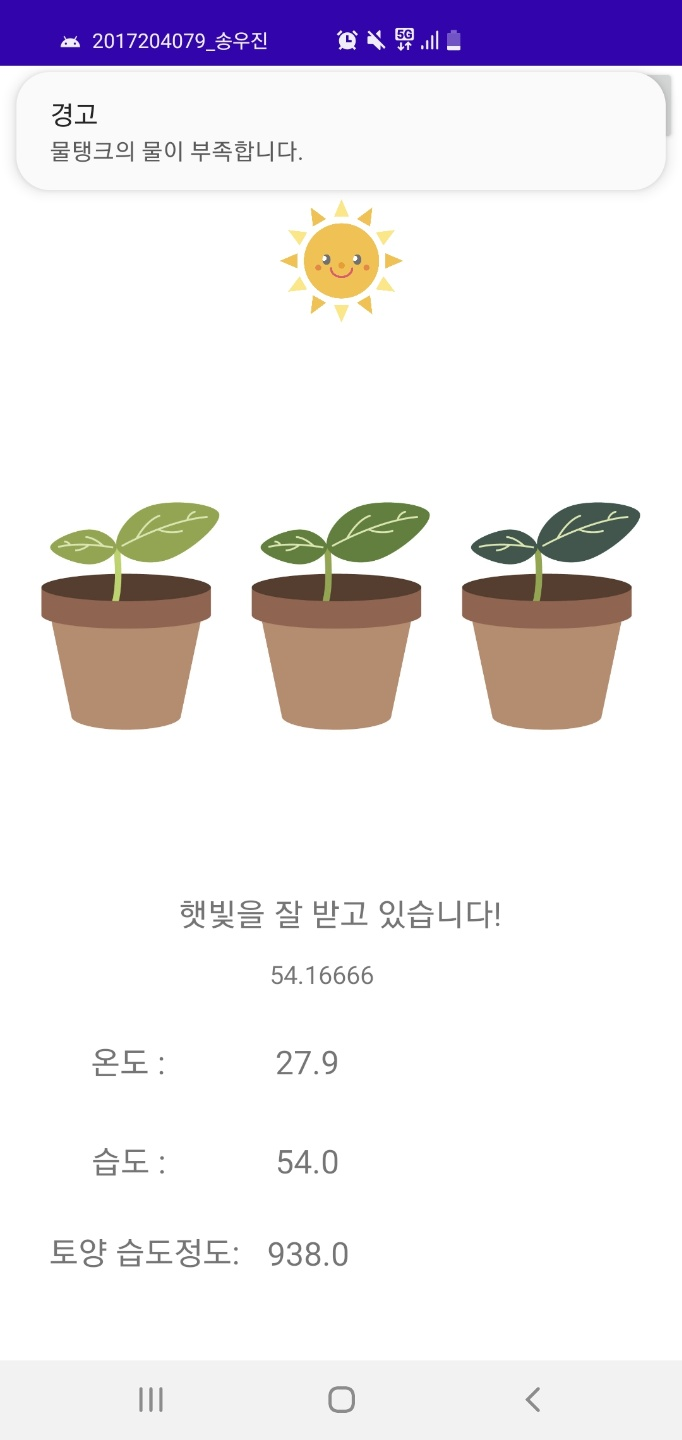 2017204079_송우진
5G
경고
물탱크의 물이 부족합니다.
햇빛을 잘 받고 있습니다!
54.16666
온도 : 27.9
습도 : 54.0
토양 습도정도: 938.0